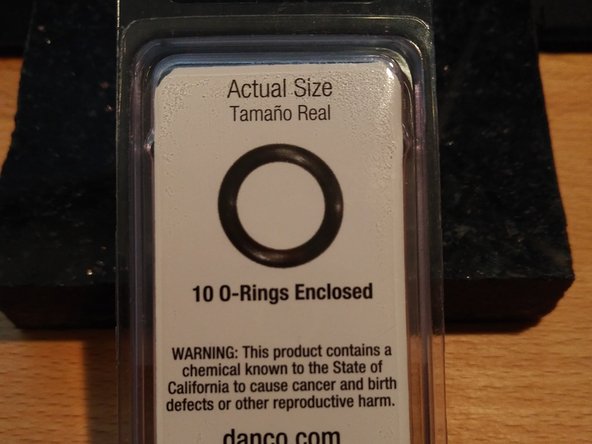 Actual Size
Tamaño Real
10 O-Rings Enclosed
WARNING: This product contains a
chemical known to the State of
California to cause cancer and birth
defects or other reproductive harm.
danco.com